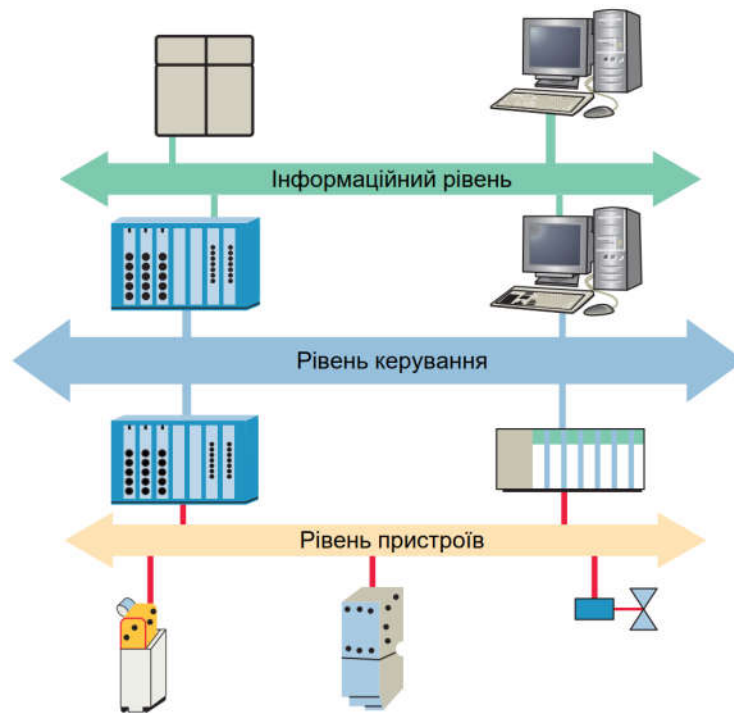 Інформаційний рівень
Рівень керування
Рівень пристроїв